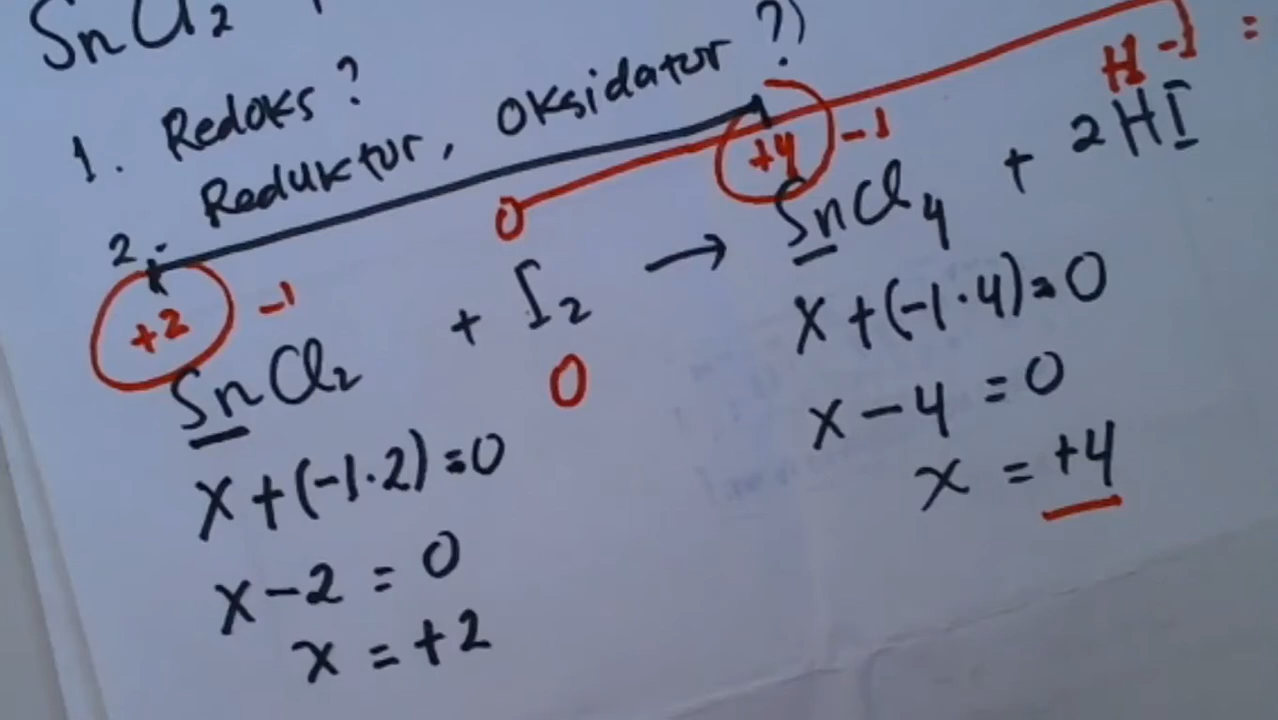 SnCl2
1. Redoks ?
2. Reduktor, Oksidator ?)
+2 -1 0 +4 -1 H -1 =
SnCl2 + I2 → SnCl4 + 2HI
0
x + (-1.2) = 0
x - 2 = 0
x = +2
x + (-1.4) = 0
x - 4 = 0
x = +4